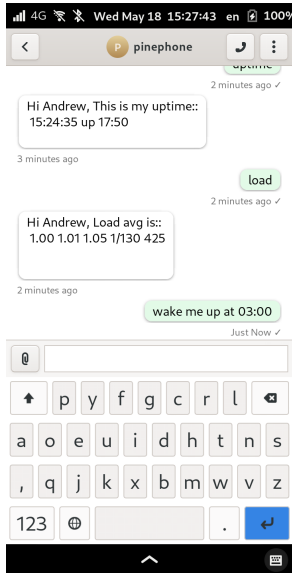 4G Wed May 18 15:27:43 en 100%
P pinephone
uptime
2 minutes ago ✓
Hi Andrew, This is my uptime::
15:24:35 up 17:50
3 minutes ago
load
2 minutes ago ✓
Hi Andrew, Load avg is::
1.00 1.01 1.05 1/130 425
2 minutes ago
wake me up at 03:00
Just Now ✓
p y f g c r l
a o e u i d h t n s
, q j k x b m w v z
123 .